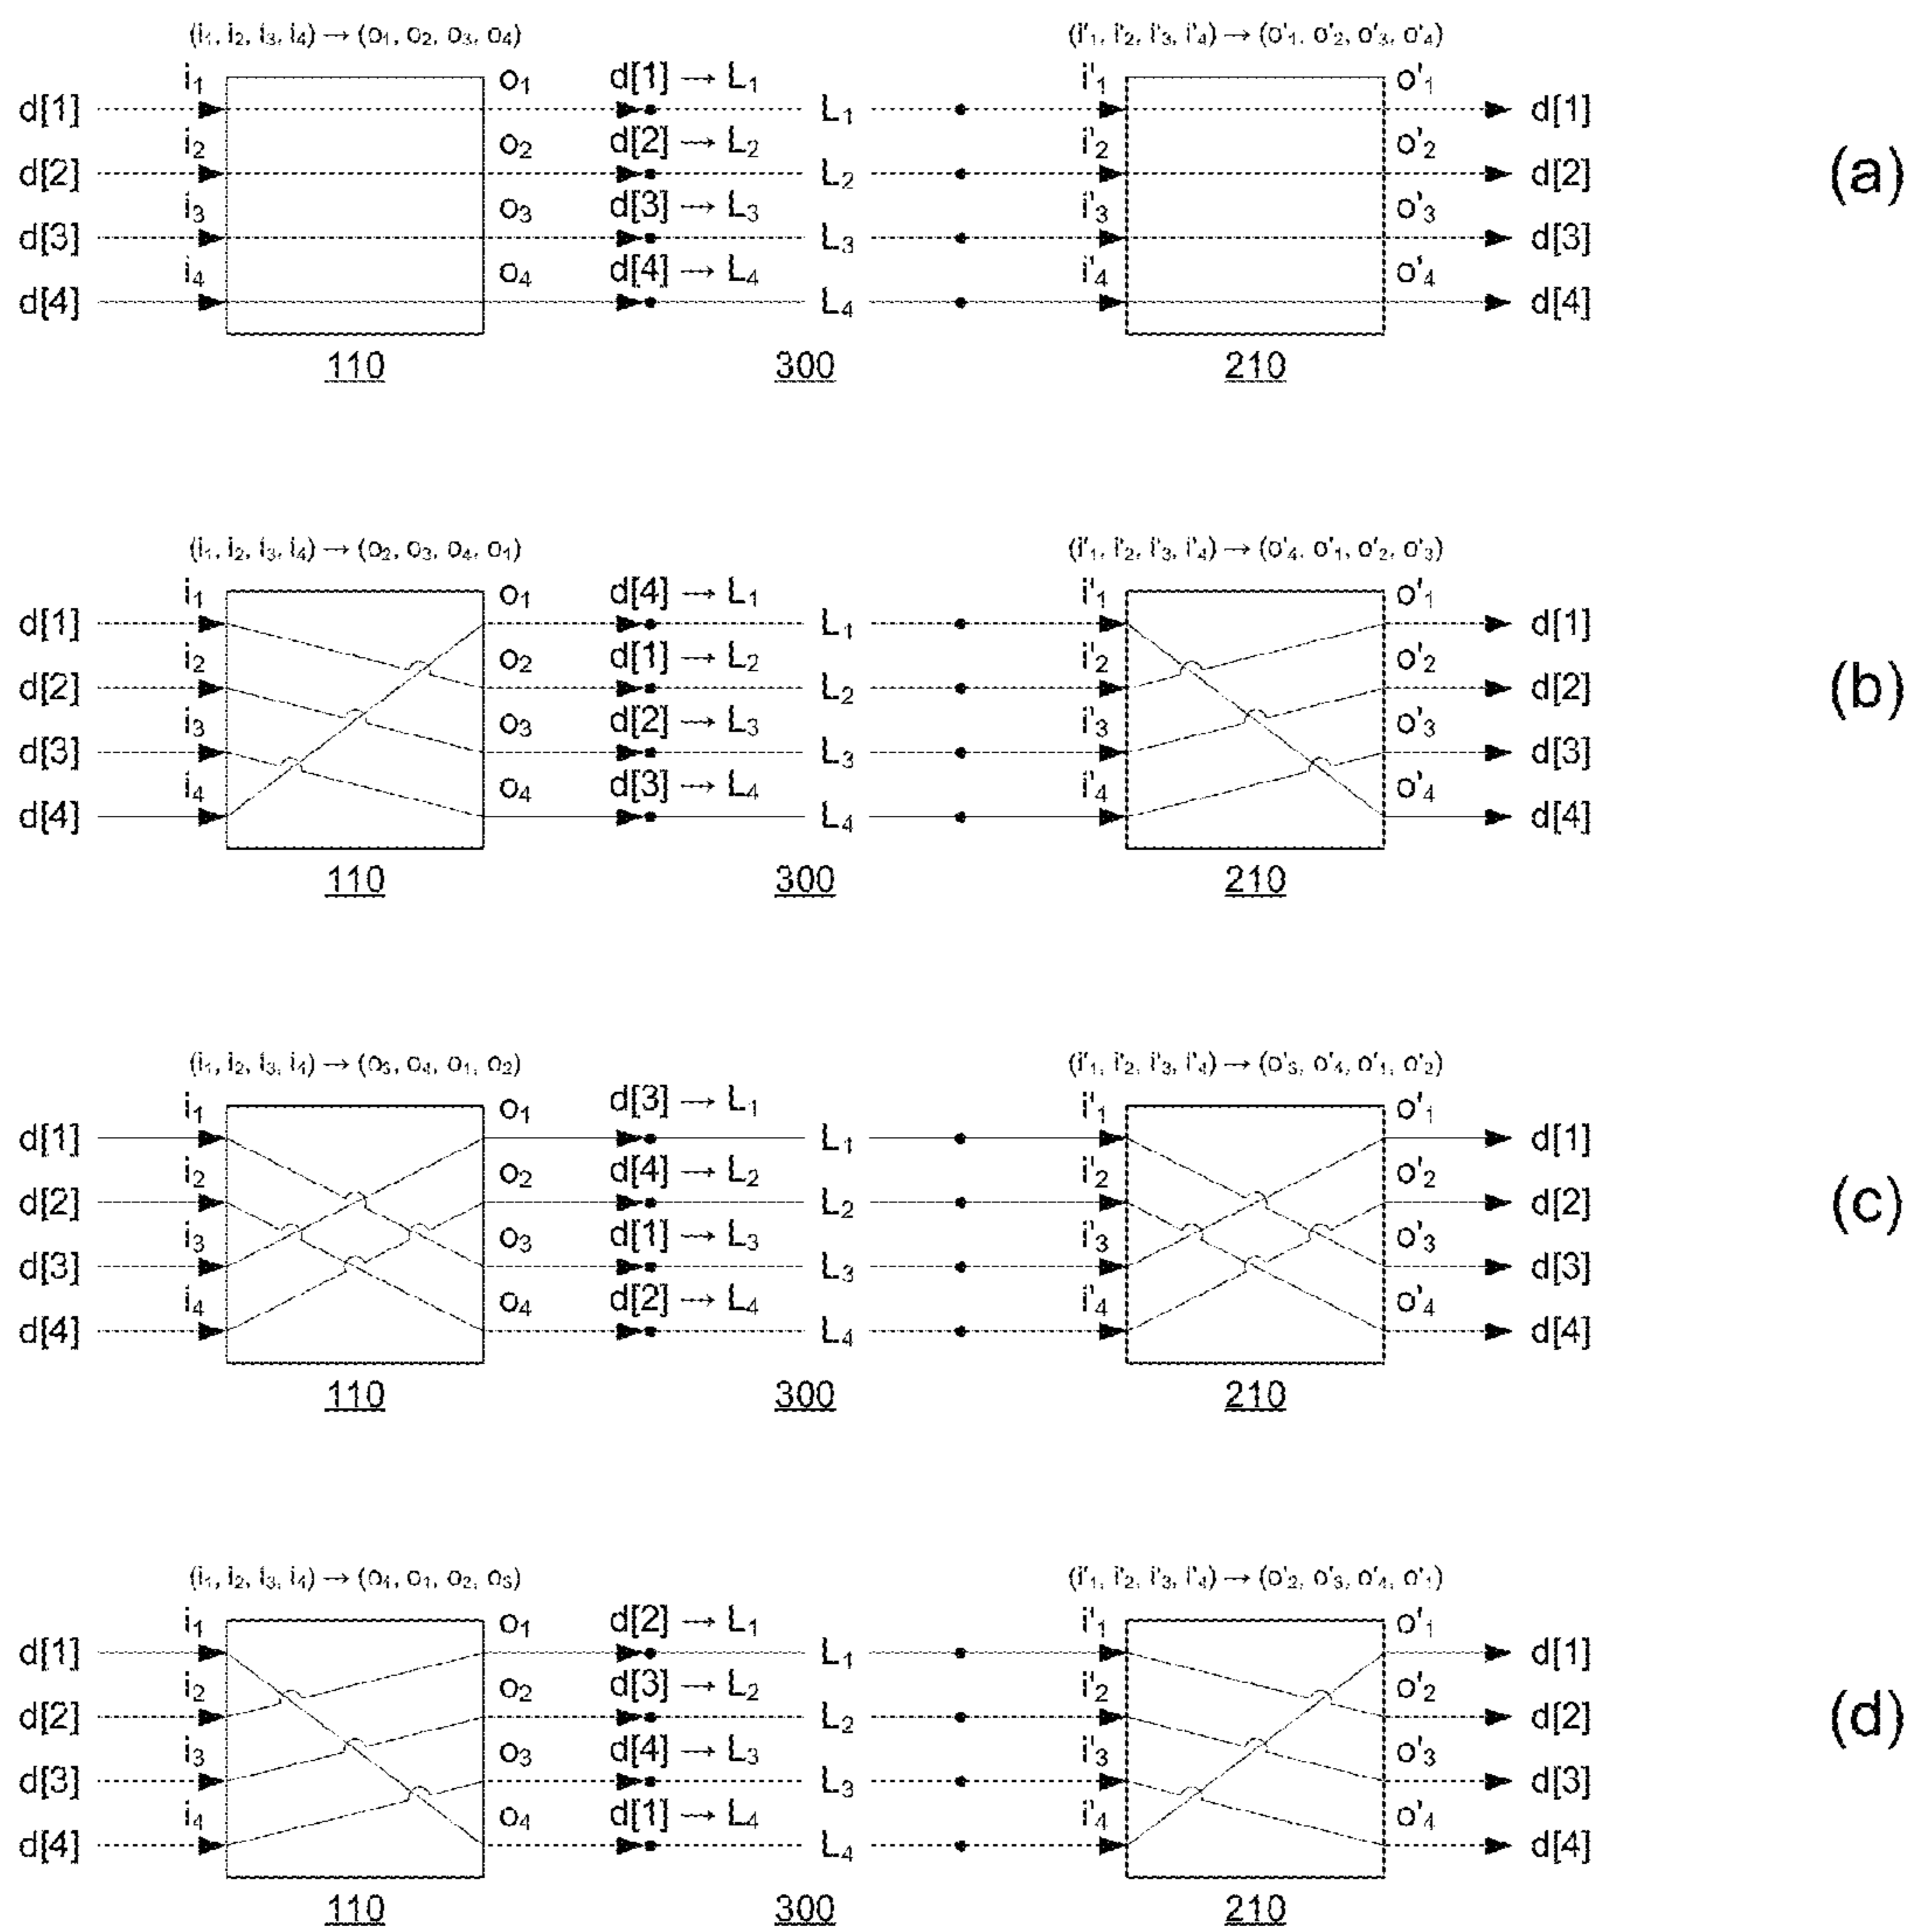 (i₁, i₂, i₃, i₄) → (o₁, o₂, o₃, o₄) (i'₁, i'₂, i'₃, i'₄) → (o'₁, o'₂, o'₃, o'₄)
i₁ o₁ d[1] → L₁ i'₁ o'₁
d[1] L₁ d[1]
i₂ o₂ d[2] → L₂ i'₂ o'₂
d[2] L₂ d[2] (a)
i₃ o₃ d[3] → L₃ i'₃ o'₃
d[3] L₃ d[3]
i₄ o₄ d[4] → L₄ i'₄ o'₄
d[4] L₄ d[4]
110 300 210
(i₁, i₂, i₃, i₄) → (o₂, o₃, o₄, o₁) (i'₁, i'₂, i'₃, i'₄) → (o'₄, o'₁, o'₂, o'₃)
i₁ o₁ d[4] → L₁ i'₁ o'₁
d[1] L₁ d[1]
i₂ o₂ d[1] → L₂ i'₂ o'₂
d[2] L₂ d[2] (b)
i₃ o₃ d[2] → L₃ i'₃ o'₃
d[3] L₃ d[3]
i₄ o₄ d[3] → L₄ i'₄ o'₄
d[4] L₄ d[4]
110 300 210
(i₁, i₂, i₃, i₄) → (o₃, o₄, o₁, o₂) (i'₁, i'₂, i'₃, i'₄) → (o'₃, o'₄, o'₁, o'₂)
i₁ o₁ d[3] → L₁ i'₁ o'₁
d[1] L₁ d[1]
i₂ o₂ d[4] → L₂ i'₂ o'₂
d[2] L₂ d[2] (c)
i₃ o₃ d[1] → L₃ i'₃ o'₃
d[3] L₃ d[3]
i₄ o₄ d[2] → L₄ i'₄ o'₄
d[4] L₄ d[4]
110 300 210
(i₁, i₂, i₃, i₄) → (o₄, o₁, o₂, o₃) (i'₁, i'₂, i'₃, i'₄) → (o'₂, o'₃, o'₄, o'₁)
i₁ o₁ d[2] → L₁ i'₁ o'₁
d[1] L₁ d[1]
i₂ o₂ d[3] → L₂ i'₂ o'₂
d[2] L₂ d[2] (d)
i₃ o₃ d[4] → L₃ i'₃ o'₃
d[3] L₃ d[3]
i₄ o₄ d[1] → L₄ i'₄ o'₄
d[4] L₄ d[4]
110 300 210